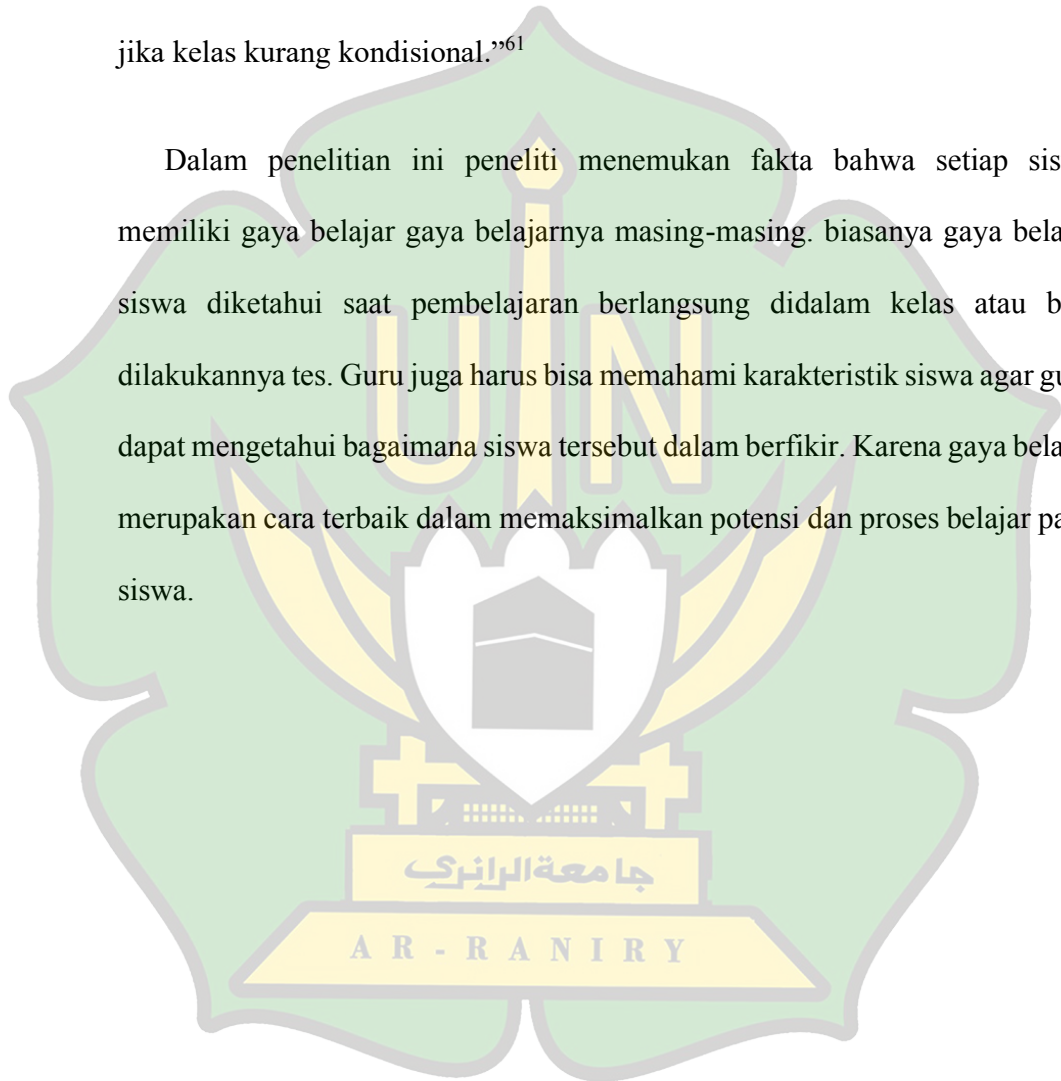 jika kelas kurang kondisional.”61
Dalam penelitian ini peneliti menemukan fakta bahwa setiap sis
memiliki gaya belajar gaya belajarnya masing-masing. biasanya gaya bela
siswa diketahui saat pembelajaran berlangsung didalam kelas atau b
dilakukannya tes. Guru juga harus bisa memahami karakteristik siswa agar gu
dapat mengetahui bagaimana siswa tersebut dalam berfikir. Karena gaya bela
merupakan cara terbaik dalam memaksimalkan potensi dan proses belajar pa
siswa.
UIN
جامعةالرانري
AR-RANIRY